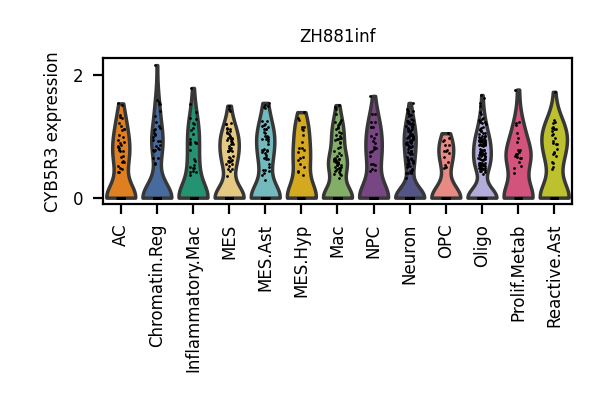 ZH881inf
CYB5R3 expression
2
0
AC
Chromatin.Reg
Inflammatory.Mac
MES
MES.Ast
MES.Hyp
Mac
NPC
Neuron
OPC
Oligo
Prolif.Metab
Reactive.Ast